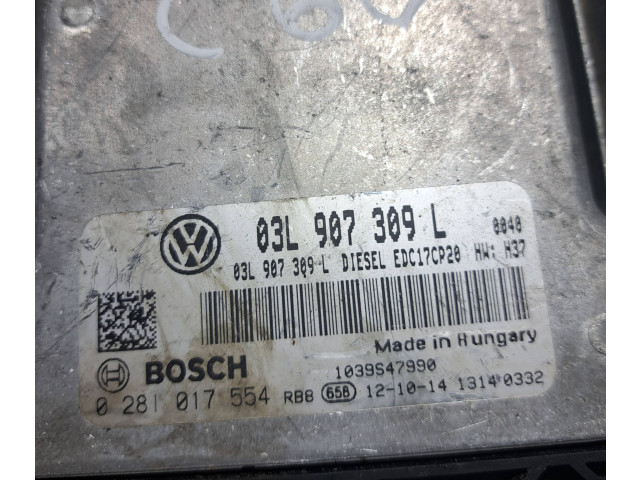 C 6V
03L 907 309 L 0040
03L 907 309-L DIESEL EDC17CP20 HW: H37
Made in Hungary
BOSCH 1039S47990
0 281 017 554 RB8 658 12-10-14 1314 0332